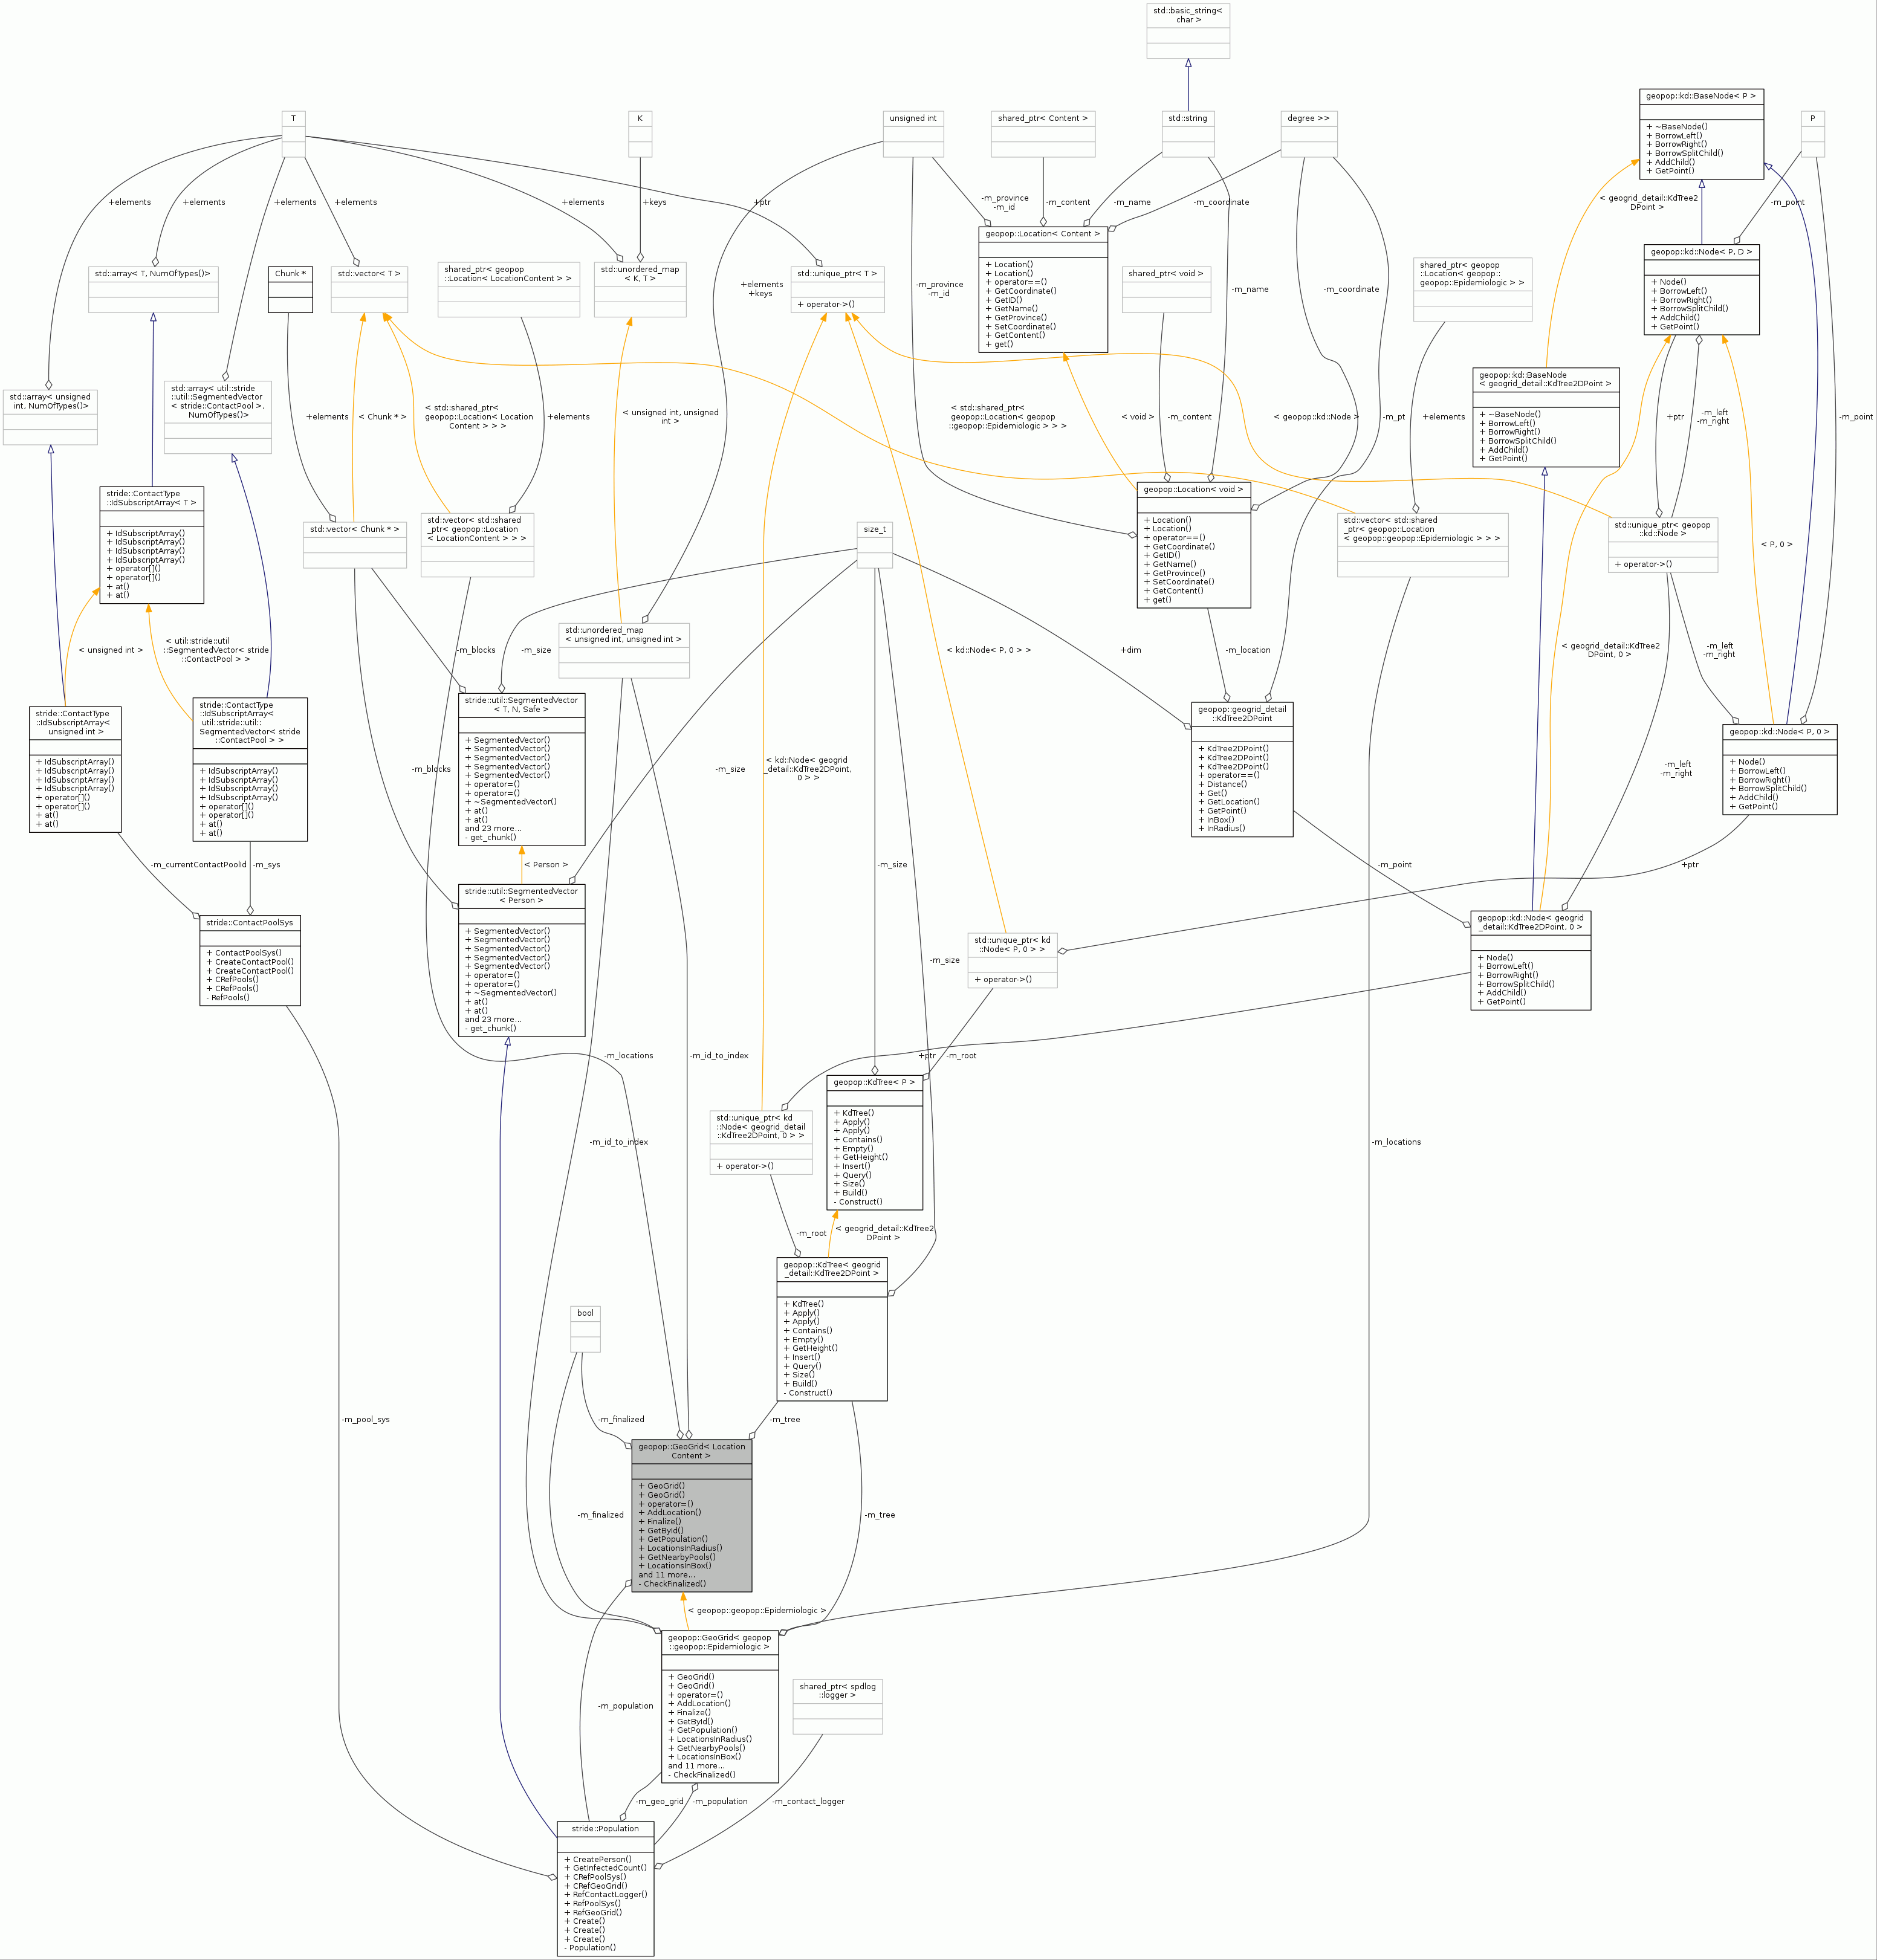 std::basic_string<
char >
T
K
unsigned int
shared_ptr< Content >
std::string
degree >>
geopop::kd::BaseNode< P >
+ ~BaseNode()
+ BorrowLeft()
+ BorrowRight()
+ BorrowSplitChild()
+ AddChild()
+ GetPoint()
P
+elements
+elements
+elements
+elements
+elements
+keys
+ptr
-m_province
-m_id
-m_content
-m_name
-m_coordinate
< geogrid_detail::KdTree2
DPoint >
-m_point
std::array< T, NumOfTypes()>
Chunk *
std::vector< T >
shared_ptr< geopop
::Location< LocationContent > >
std::unordered_map
< K, T >
+elements
+keys
std::unique_ptr< T >
+ operator->()
-m_province
-m_id
geopop::Location< Content >
+ Location()
+ Location()
+ operator==()
+ GetCoordinate()
+ GetID()
+ GetName()
+ GetProvince()
+ SetCoordinate()
+ GetContent()
+ get()
shared_ptr< void >
-m_name
-m_coordinate
shared_ptr< geopop
::Location< geopop::
geopop::Epidemiologic > >
geopop::kd::Node< P, D >
+ Node()
+ BorrowLeft()
+ BorrowRight()
+ BorrowSplitChild()
+ AddChild()
+ GetPoint()
std::array< unsigned
int, NumOfTypes()>
std::array< util::stride
::util::SegmentedVector
< stride::ContactPool >,
NumOfTypes()>
+elements
< Chunk * >
< std::shared_ptr<
geopop::Location< Location
Content > > >
+elements
< unsigned int, unsigned
int >
< std::shared_ptr<
geopop::Location< geopop
::geopop::Epidemiologic > > >
< void >
-m_content
< geopop::kd::Node >
-m_pt
+elements
geopop::kd::BaseNode
< geogrid_detail::KdTree2DPoint >
+ ~BaseNode()
+ BorrowLeft()
+ BorrowRight()
+ BorrowSplitChild()
+ AddChild()
+ GetPoint()
+ptr
-m_left
-m_right
-m_point
stride::ContactType
::IdSubscriptArray< T >
+ IdSubscriptArray()
+ IdSubscriptArray()
+ IdSubscriptArray()
+ IdSubscriptArray()
+ operator[]()
+ operator[]()
+ at()
+ at()
std::vector< Chunk * >
std::vector< std::shared
_ptr< geopop::Location
< LocationContent > > >
size_t
geopop::Location< void >
+ Location()
+ Location()
+ operator==()
+ GetCoordinate()
+ GetID()
+ GetName()
+ GetProvince()
+ SetCoordinate()
+ GetContent()
+ get()
std::vector< std::shared
_ptr< geopop::Location
< geopop::geopop::Epidemiologic > > >
std::unique_ptr< geopop
::kd::Node >
+ operator->()
< P, 0 >
< unsigned int >
< util::stride::util
::SegmentedVector< stride
::ContactPool > >
-m_blocks
-m_size
std::unordered_map
< unsigned int, unsigned int >
< kd::Node< P, 0 > >
+dim
-m_location
< geogrid_detail::KdTree2
DPoint, 0 >
-m_left
-m_right
stride::ContactType
::IdSubscriptArray<
unsigned int >
+ IdSubscriptArray()
+ IdSubscriptArray()
+ IdSubscriptArray()
+ IdSubscriptArray()
+ operator[]()
+ operator[]()
+ at()
+ at()
stride::ContactType
::IdSubscriptArray<
util::stride::util::
SegmentedVector< stride
::ContactPool > >
+ IdSubscriptArray()
+ IdSubscriptArray()
+ IdSubscriptArray()
+ IdSubscriptArray()
+ operator[]()
+ operator[]()
+ at()
+ at()
-m_blocks
stride::util::SegmentedVector
< T, N, Safe >
+ SegmentedVector()
+ SegmentedVector()
+ SegmentedVector()
+ SegmentedVector()
+ SegmentedVector()
+ operator=()
+ operator=()
+ ~SegmentedVector()
+ at()
+ at()
and 23 more...
- get_chunk()
-m_size
< kd::Node< geogrid
_detail::KdTree2DPoint,
0 > >
geopop::geogrid_detail
::KdTree2DPoint
+ KdTree2DPoint()
+ KdTree2DPoint()
+ KdTree2DPoint()
+ operator==()
+ Distance()
+ Get()
+ GetLocation()
+ GetPoint()
+ InBox()
+ InRadius()
-m_left
-m_right
geopop::kd::Node< P, 0 >
+ Node()
+ BorrowLeft()
+ BorrowRight()
+ BorrowSplitChild()
+ AddChild()
+ GetPoint()
-m_currentContactPoolId
-m_sys
< Person >
-m_size
-m_point
+ptr
stride::ContactPoolSys
+ ContactPoolSys()
+ CreateContactPool()
+ CreateContactPool()
+ CRefPools()
+ CRefPools()
- RefPools()
stride::util::SegmentedVector
< Person >
+ SegmentedVector()
+ SegmentedVector()
+ SegmentedVector()
+ SegmentedVector()
+ SegmentedVector()
+ operator=()
+ operator=()
+ ~SegmentedVector()
+ at()
+ at()
and 23 more...
- get_chunk()
-m_size
std::unique_ptr< kd
::Node< P, 0 > >
+ operator->()
geopop::kd::Node< geogrid
_detail::KdTree2DPoint, 0 >
+ Node()
+ BorrowLeft()
+ BorrowRight()
+ BorrowSplitChild()
+ AddChild()
+ GetPoint()
-m_locations
-m_id_to_index
+ptr
-m_root
std::unique_ptr< kd
::Node< geogrid_detail
::KdTree2DPoint, 0 > >
+ operator->()
geopop::KdTree< P >
+ KdTree()
+ Apply()
+ Apply()
+ Contains()
+ Empty()
+ GetHeight()
+ Insert()
+ Query()
+ Size()
+ Build()
- Construct()
-m_id_to_index
-m_locations
-m_root
< geogrid_detail::KdTree2
DPoint >
geopop::KdTree< geogrid
_detail::KdTree2DPoint >
+ KdTree()
+ Apply()
+ Apply()
+ Contains()
+ Empty()
+ GetHeight()
+ Insert()
+ Query()
+ Size()
+ Build()
- Construct()
bool
-m_pool_sys
-m_finalized
-m_tree
geopop::GeoGrid< Location
Content >
+ GeoGrid()
+ GeoGrid()
+ operator=()
+ AddLocation()
+ Finalize()
+ GetById()
+ GetPopulation()
+ LocationsInRadius()
+ GetNearbyPools()
+ LocationsInBox()
and 11 more...
- CheckFinalized()
-m_finalized
-m_tree
< geopop::geopop::Epidemiologic >
geopop::GeoGrid< geopop
::geopop::Epidemiologic >
+ GeoGrid()
+ GeoGrid()
+ operator=()
+ AddLocation()
+ Finalize()
+ GetById()
+ GetPopulation()
+ LocationsInRadius()
+ GetNearbyPools()
+ LocationsInBox()
and 11 more...
- CheckFinalized()
-m_population
shared_ptr< spdlog
::logger >
-m_geo_grid
-m_population
-m_contact_logger
stride::Population
+ CreatePerson()
+ GetInfectedCount()
+ CRefPoolSys()
+ CRefGeoGrid()
+ RefContactLogger()
+ RefPoolSys()
+ RefGeoGrid()
+ Create()
+ Create()
+ Create()
- Population()